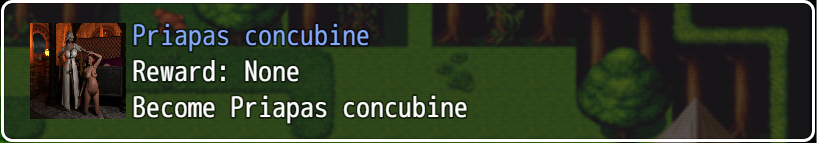 Priapas concubine
Reward: None
Become Priapas concubine